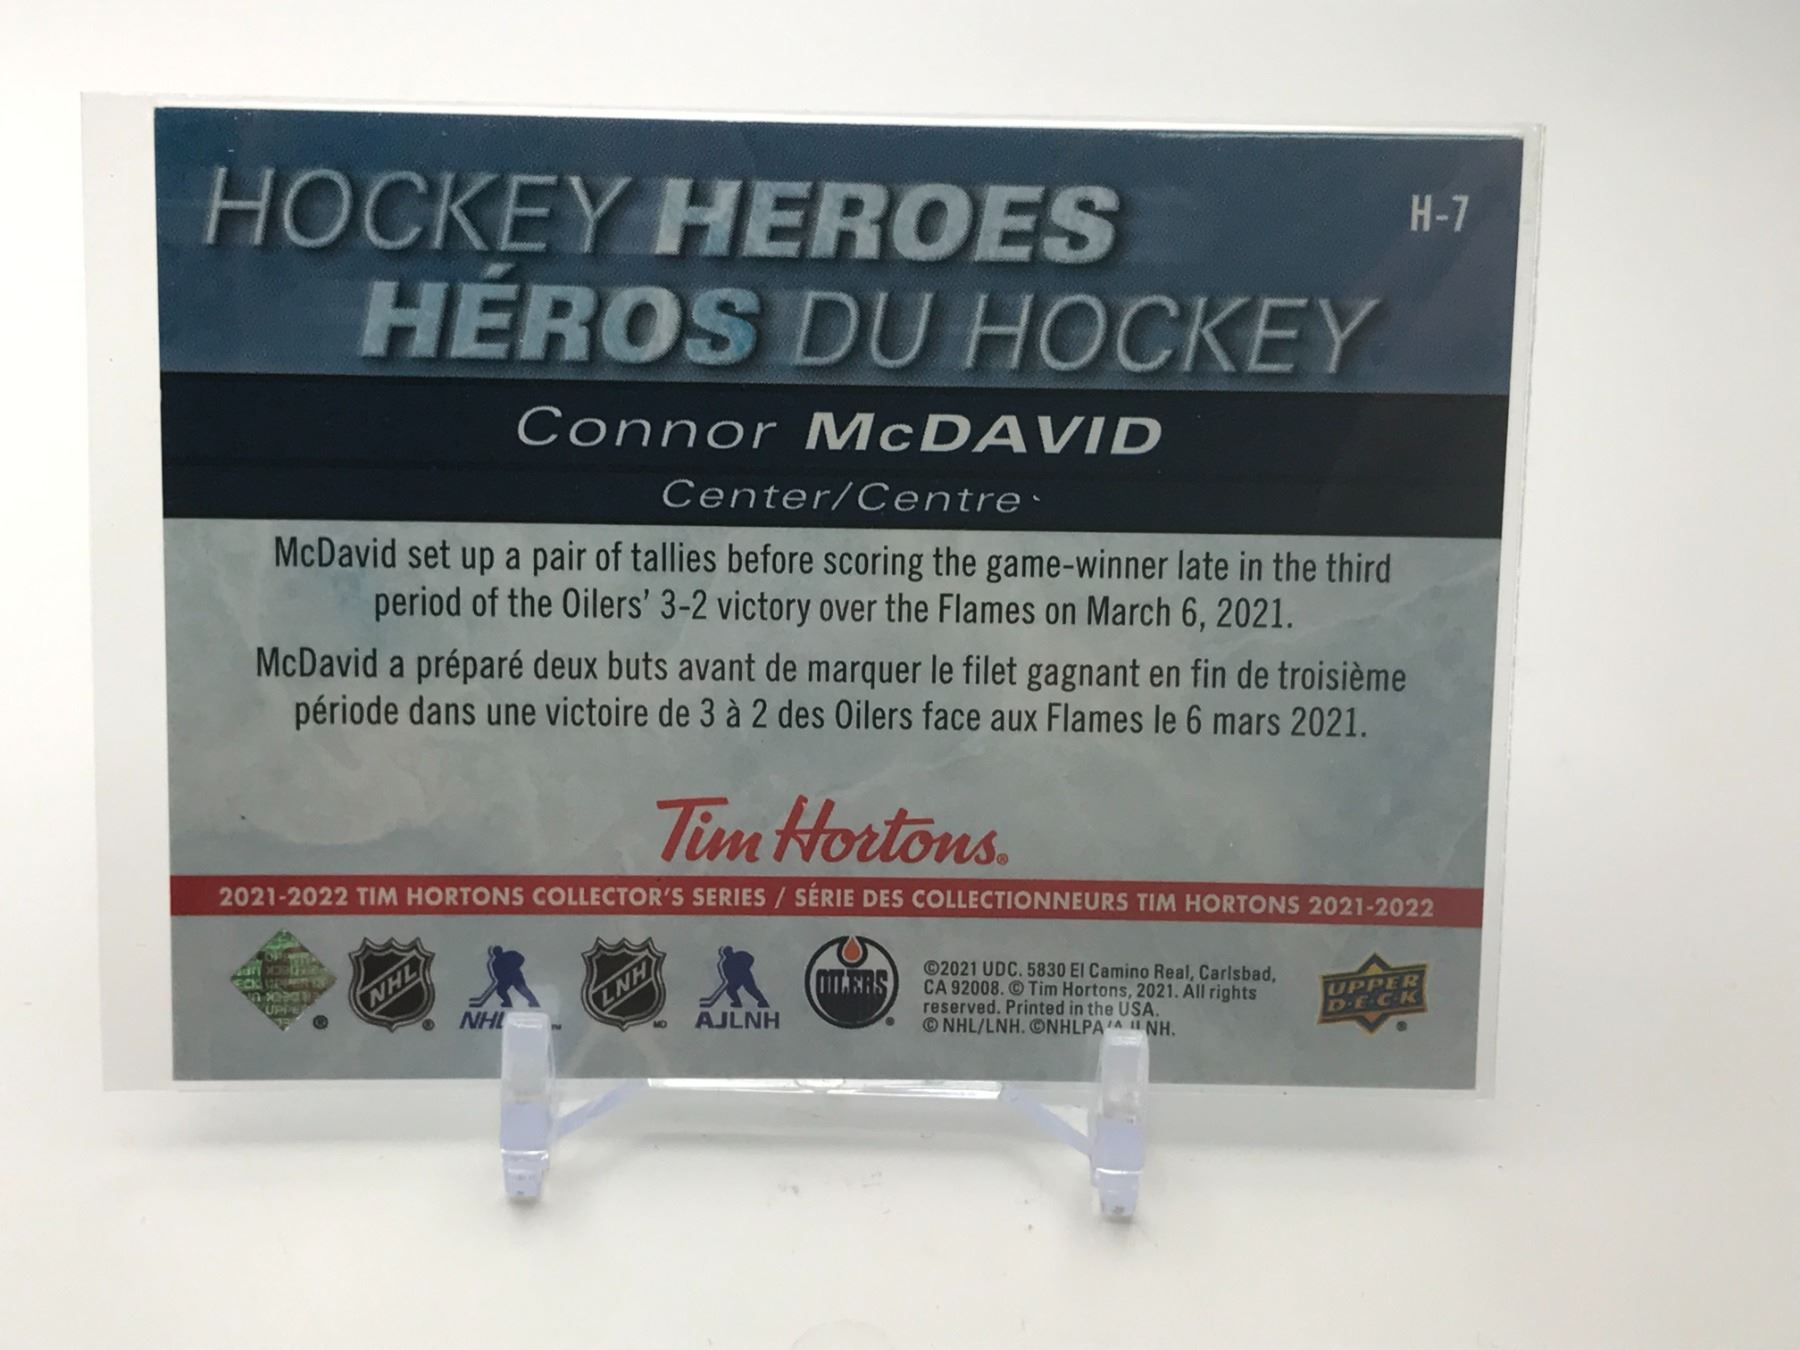 HOCKEY HEROES
H-7
HÉROS DU HOCKEY
Connor McDAVID
Center/Centre
McDavid set up a pair of tallies before scoring the game-winner late in the third
period of the Oilers' 3-2 victory over the Flames on March 6, 2021.
McDavid a préparé deux buts avant de marquer le filet gagnant en fin de troisième
période dans une victoire de 3 à 2 des Oilers face aux Flames le 6 mars 2021.
Tim Hortons®
2021-2022 TIM HORTONS COLLECTOR'S SERIES / SÉRIE DES COLLECTIONNEURS TIM HORTONS 2021-2022
NHL ®
NHL ™
LNH MD
AJLNH
OILERS ®
©2021 UDC. 5830 El Camino Real, Carlsbad,
CA 92008. © Tim Hortons, 2021. All rights
reserved. Printed in the USA.
© NHL/LNH. ©NHLPA/AJLNH.
UPPER
D·E·C·K ®